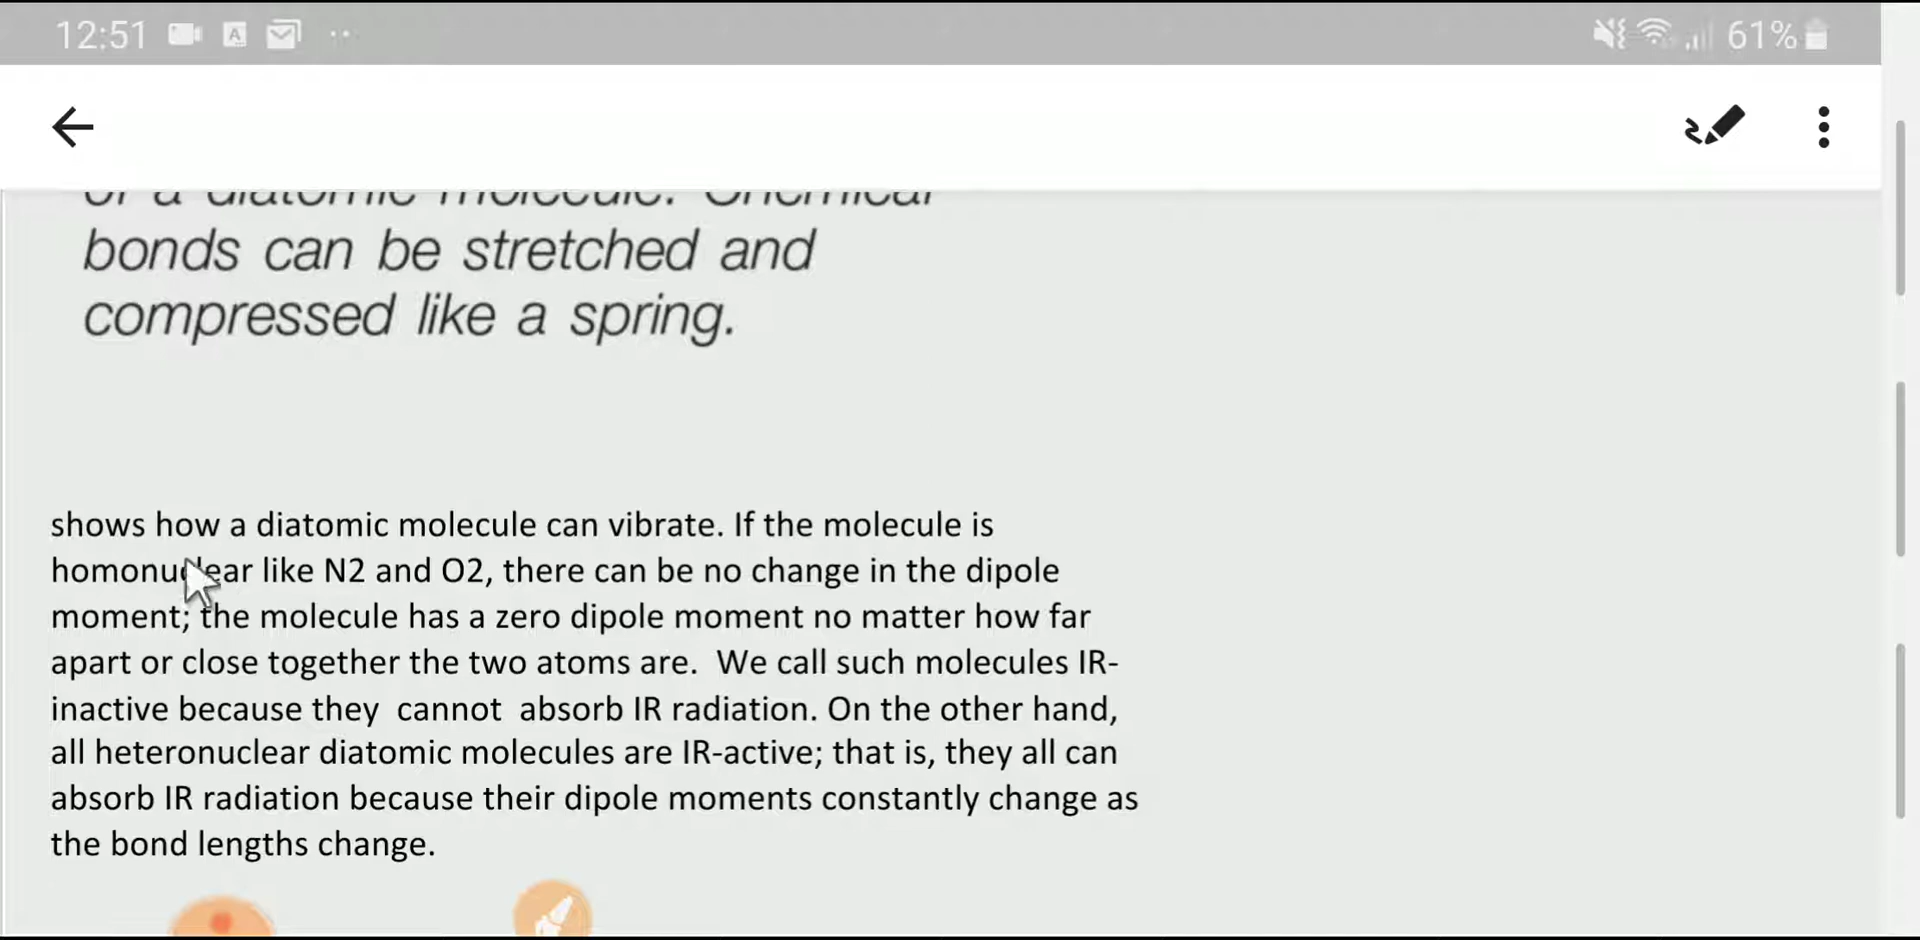 12:51
61%
of a diatomic molecule. Chemical
bonds can be stretched and
compressed like a spring.
shows how a diatomic molecule can vibrate. If the molecule is
homonuclear like N2 and O2, there can be no change in the dipole
moment; the molecule has a zero dipole moment no matter how far
apart or close together the two atoms are. We call such molecules IR-
inactive because they cannot absorb IR radiation. On the other hand,
all heteronuclear diatomic molecules are IR-active; that is, they all can
absorb IR radiation because their dipole moments constantly change as
the bond lengths change.